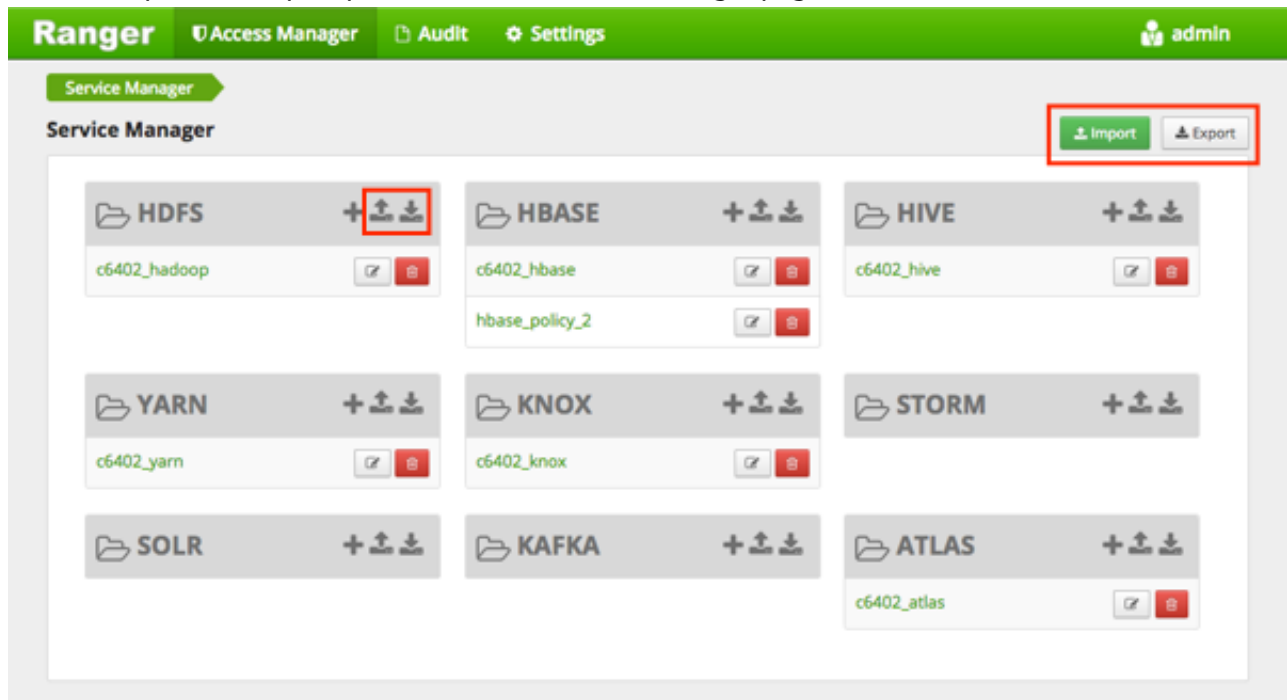 Ranger Access Manager Audit Settings admin
Service Manager
Service Manager Import Export
HDFS HBASE HIVE
c6402_hadoop c6402_hbase c6402_hive
hbase_policy_2
YARN KNOX STORM
c6402_yarn c6402_knox
SOLR KAFKA ATLAS
c6402_atlas